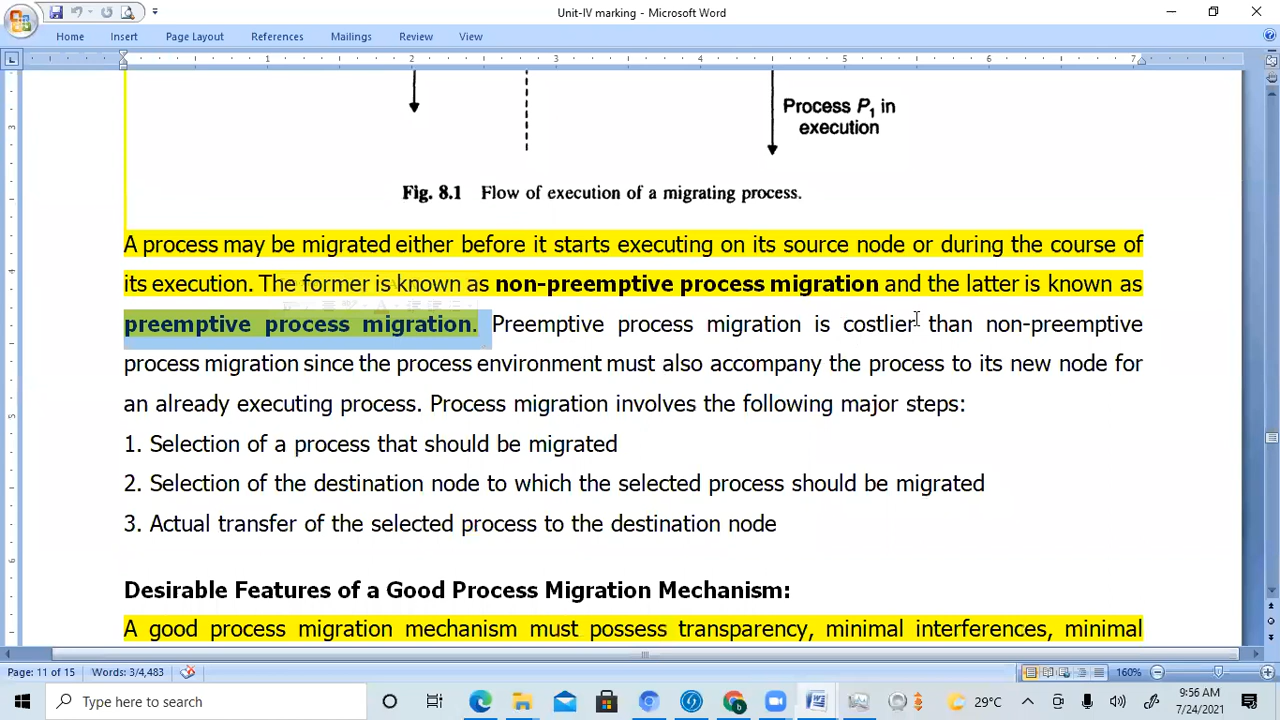 Unit-IV marking - Microsoft Word
Home Insert Page Layout References Mailings Review View
1 2 3 4 5 6 7
Process P1 in
execution
Fig. 8.1 Flow of execution of a migrating process.
A process may be migrated either before it starts executing on its source node or during the course of
its execution. The former is known as non-preemptive process migration and the latter is known as
preemptive process migration. Preemptive process migration is costlier than non-preemptive
process migration since the process environment must also accompany the process to its new node for
an already executing process. Process migration involves the following major steps:
1. Selection of a process that should be migrated
2. Selection of the destination node to which the selected process should be migrated
3. Actual transfer of the selected process to the destination node
Desirable Features of a Good Process Migration Mechanism:
A good process migration mechanism must possess transparency, minimal interferences, minimal
Page: 11 of 15 Words: 3/4,483 160%
Type here to search 29°C 9:56 AM
7/24/2021